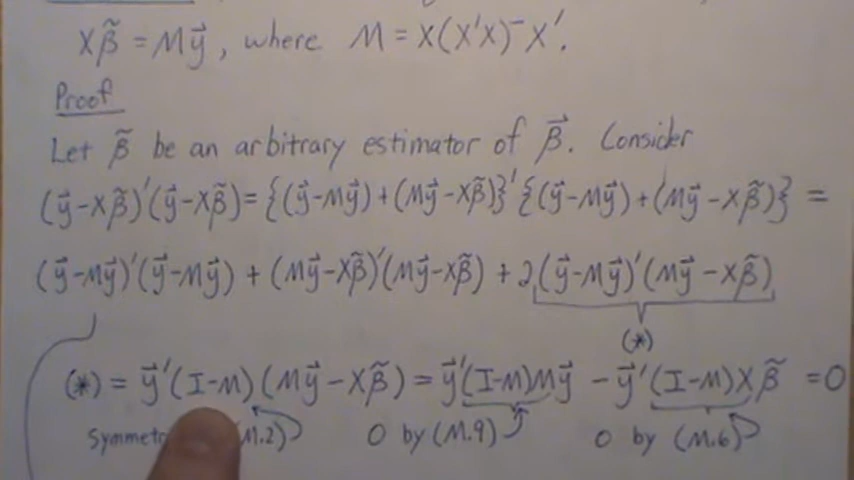 Xβ̃ = My⃗, where M = X(X'X)⁻X'.
Proof
Let β̃ be an arbitrary estimator of β⃗. Consider
(y⃗-Xβ̃)'(y⃗-Xβ̃) = {(y⃗-My⃗) + (My⃗-Xβ̃)}'{(y⃗-My⃗) + (My⃗-Xβ̃)} =
(y⃗-My⃗)'(y⃗-My⃗) + (My⃗-Xβ̃)'(My⃗-Xβ̃) + 2(y⃗-My⃗)'(My⃗-Xβ̃)
(*)
(*) = y⃗'(I-M)(My⃗-Xβ̃) = y⃗'(I-M)My⃗ - y⃗'(I-M)Xβ̃ = 0
M.2) 0 by (M.9) 0 by (M.6)